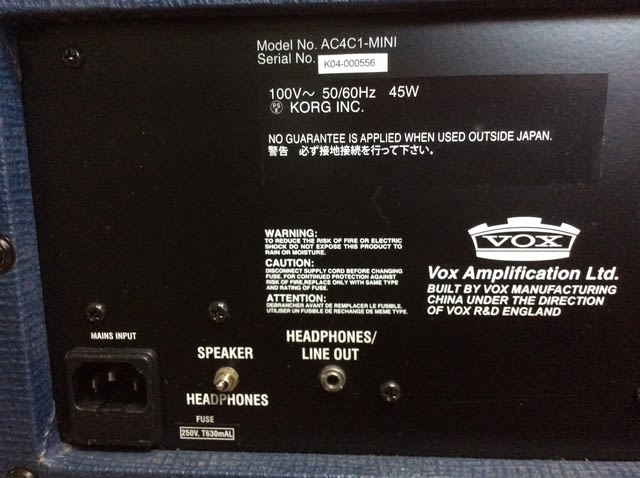 Model No. AC4C1-MINI
Serial No. K04-000556
100V～ 50/60Hz 45W
PS E KORG INC.
NO GUARANTEE IS APPLIED WHEN USED OUTSIDE JAPAN.
警告 必ず接地接続を行って下さい。
WARNING:
TO REDUCE THE RISK OF FIRE OR ELECTRIC
SHOCK DO NOT EXPOSE THIS PRODUCT TO
RAIN OR MOISTURE.
CAUTION:
DISCONNECT SUPPLY CORD BEFORE CHANGING
FUSE. FOR CONTINUED PROTECTION AGAINST
RISK OF FIRE,REPLACE ONLY WITH SAME TYPE
AND RATING OF FUSE.
ATTENTION:
DEBRANCHER AVANT DE REMPLACER LE FUSIBLE.
UTILISER UN FUSIBLE DE RECHANGE DE MEME TYPE.
VOX
Vox Amplification Ltd.
BUILT BY VOX MANUFACTURING
CHINA UNDER THE DIRECTION
OF VOX R&D ENGLAND
MAINS INPUT
SPEAKER
HEADPHONES
HEADPHONES/
LINE OUT
FUSE
250V, T630mAL